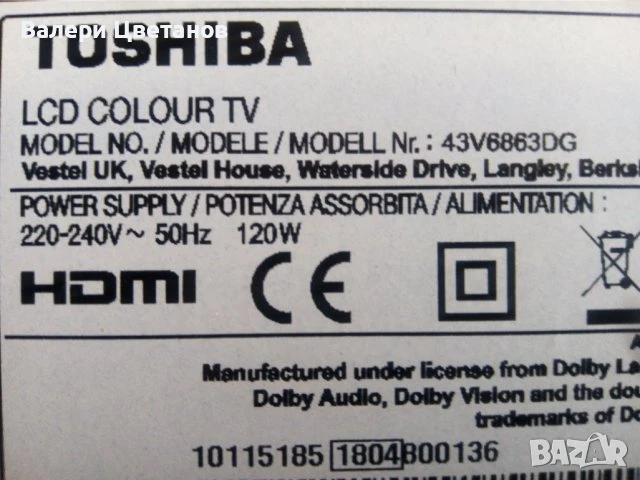 Валери Цветанов
TOSHIBA
LCD COLOUR TV
MODEL NO. / MODELE / MODELL Nr. : 43V6863DG
Vestel UK, Vestel House, Waterside Drive, Langley, Berks
POWER SUPPLY / POTENZA ASSORBITA / ALIMENTATION :
220-240V~ 50Hz 120W
HDMI CE
Manufactured under license from Dolby La
Dolby Audio, Dolby Vision and the dou
trademarks of Do
10115185 1804800136
BAZAR